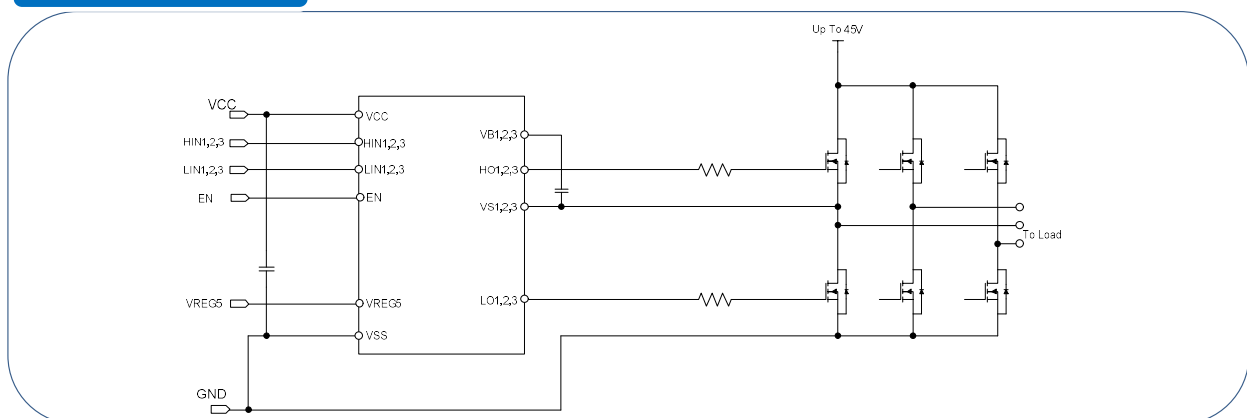 Up To 45V
VCC
VCC
HIN1,2,3
HIN1,2,3
LIN1,2,3
LIN1,2,3
EN
EN
VREG5
VREG5
VSS
GND
VB1,2,3
HO1,2,3
VS1,2,3
LO1,2,3
To Load